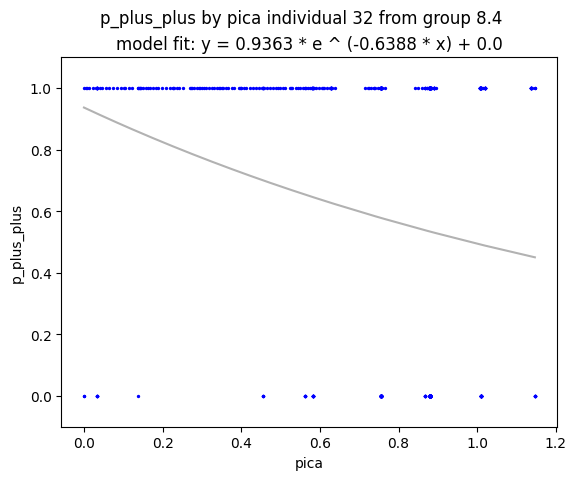 p_plus_plus by pica individual 32 from group 8.4
model fit: y = 0.9363 * e ^ (-0.6388 * x) + 0.0
p_plus_plus
1.0
0.8
0.6
0.4
0.2
0.0
0.0 0.2 0.4 0.6 0.8 1.0 1.2
pica